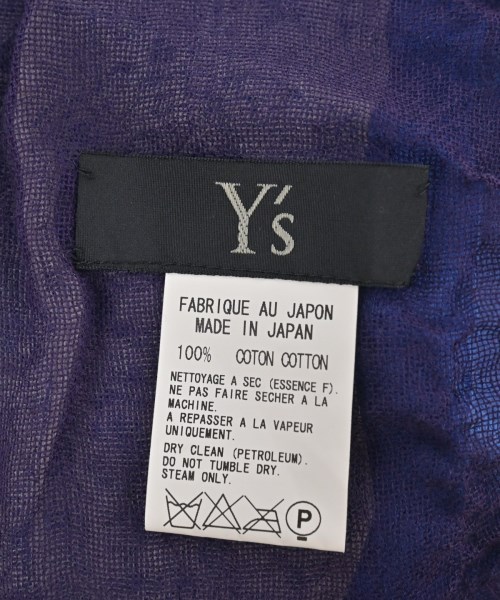 Y's
FABRIQUE AU JAPON
MADE IN JAPAN
100% COTON COTTON
NETTOYAGE A SEC (ESSENCE F).
NE PAS FAIRE SECHER A LA
MACHINE.
A REPASSER A LA VAPEUR
UNIQUEMENT.
DRY CLEAN (PETROLEUM).
DO NOT TUMBLE DRY.
STEAM ONLY.
P